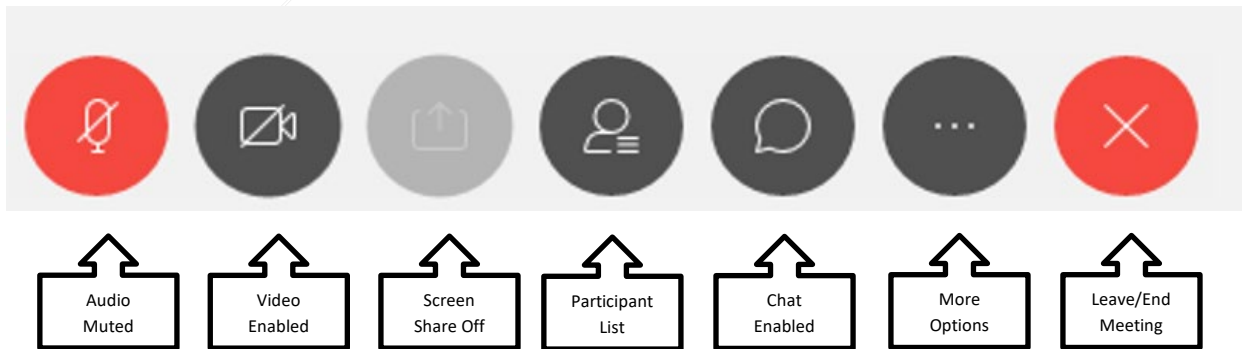 Audio
Muted
Video
Enabled
Screen
Share Off
Participant
List
Chat
Enabled
More
Options
Leave/End
Meeting